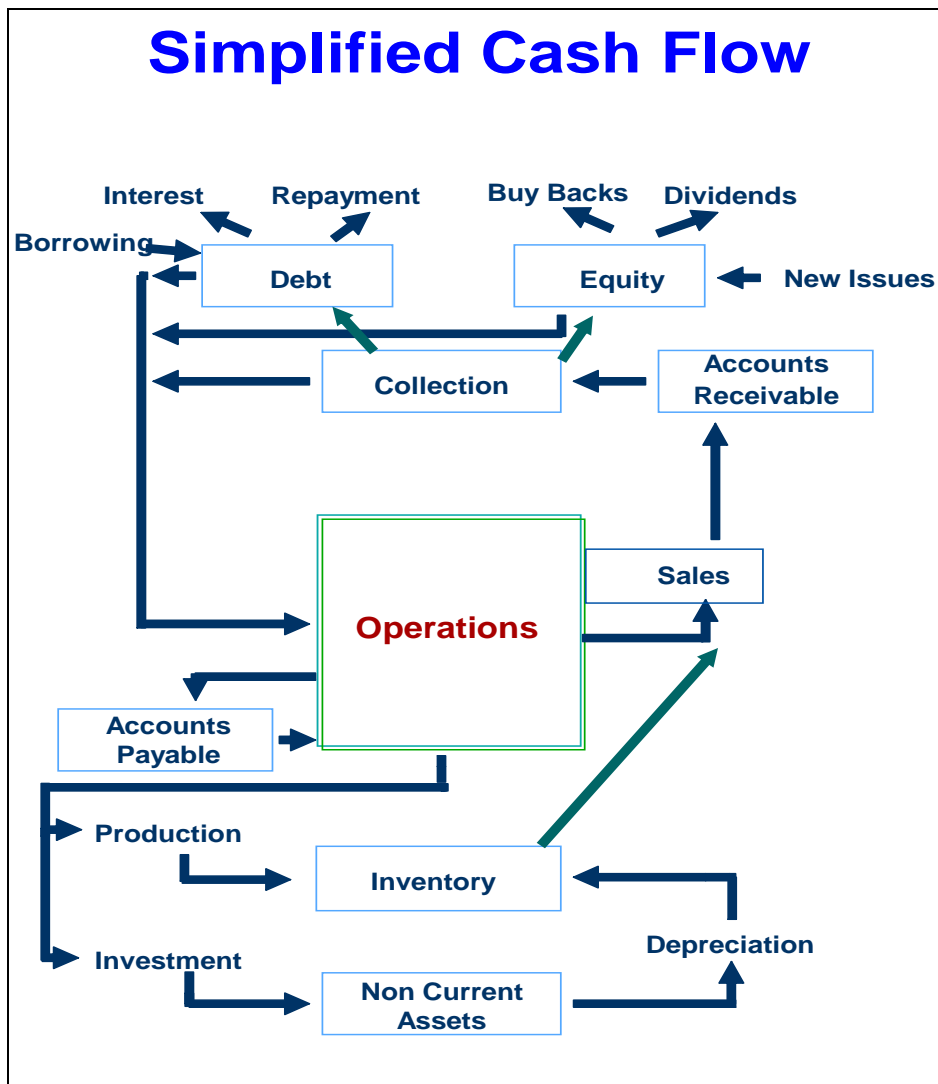 Simplified Cash Flow
Interest
Repayment
Buy Backs
Dividends
Borrowing
Debt
Equity
New Issues
Collection
Accounts
Receivable
Sales
Operations
Accounts
Payable
Production
Inventory
Depreciation
Investment
Non Current
Assets